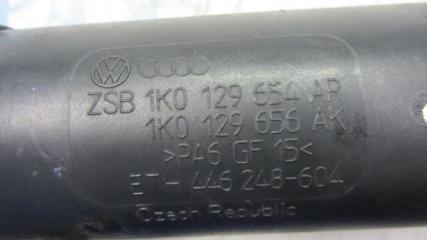 ZSB 1K0 129 654 AP
1K0 129 656 AK
>PA6 GF 15<
ETH 446 248-604
Czech Republic